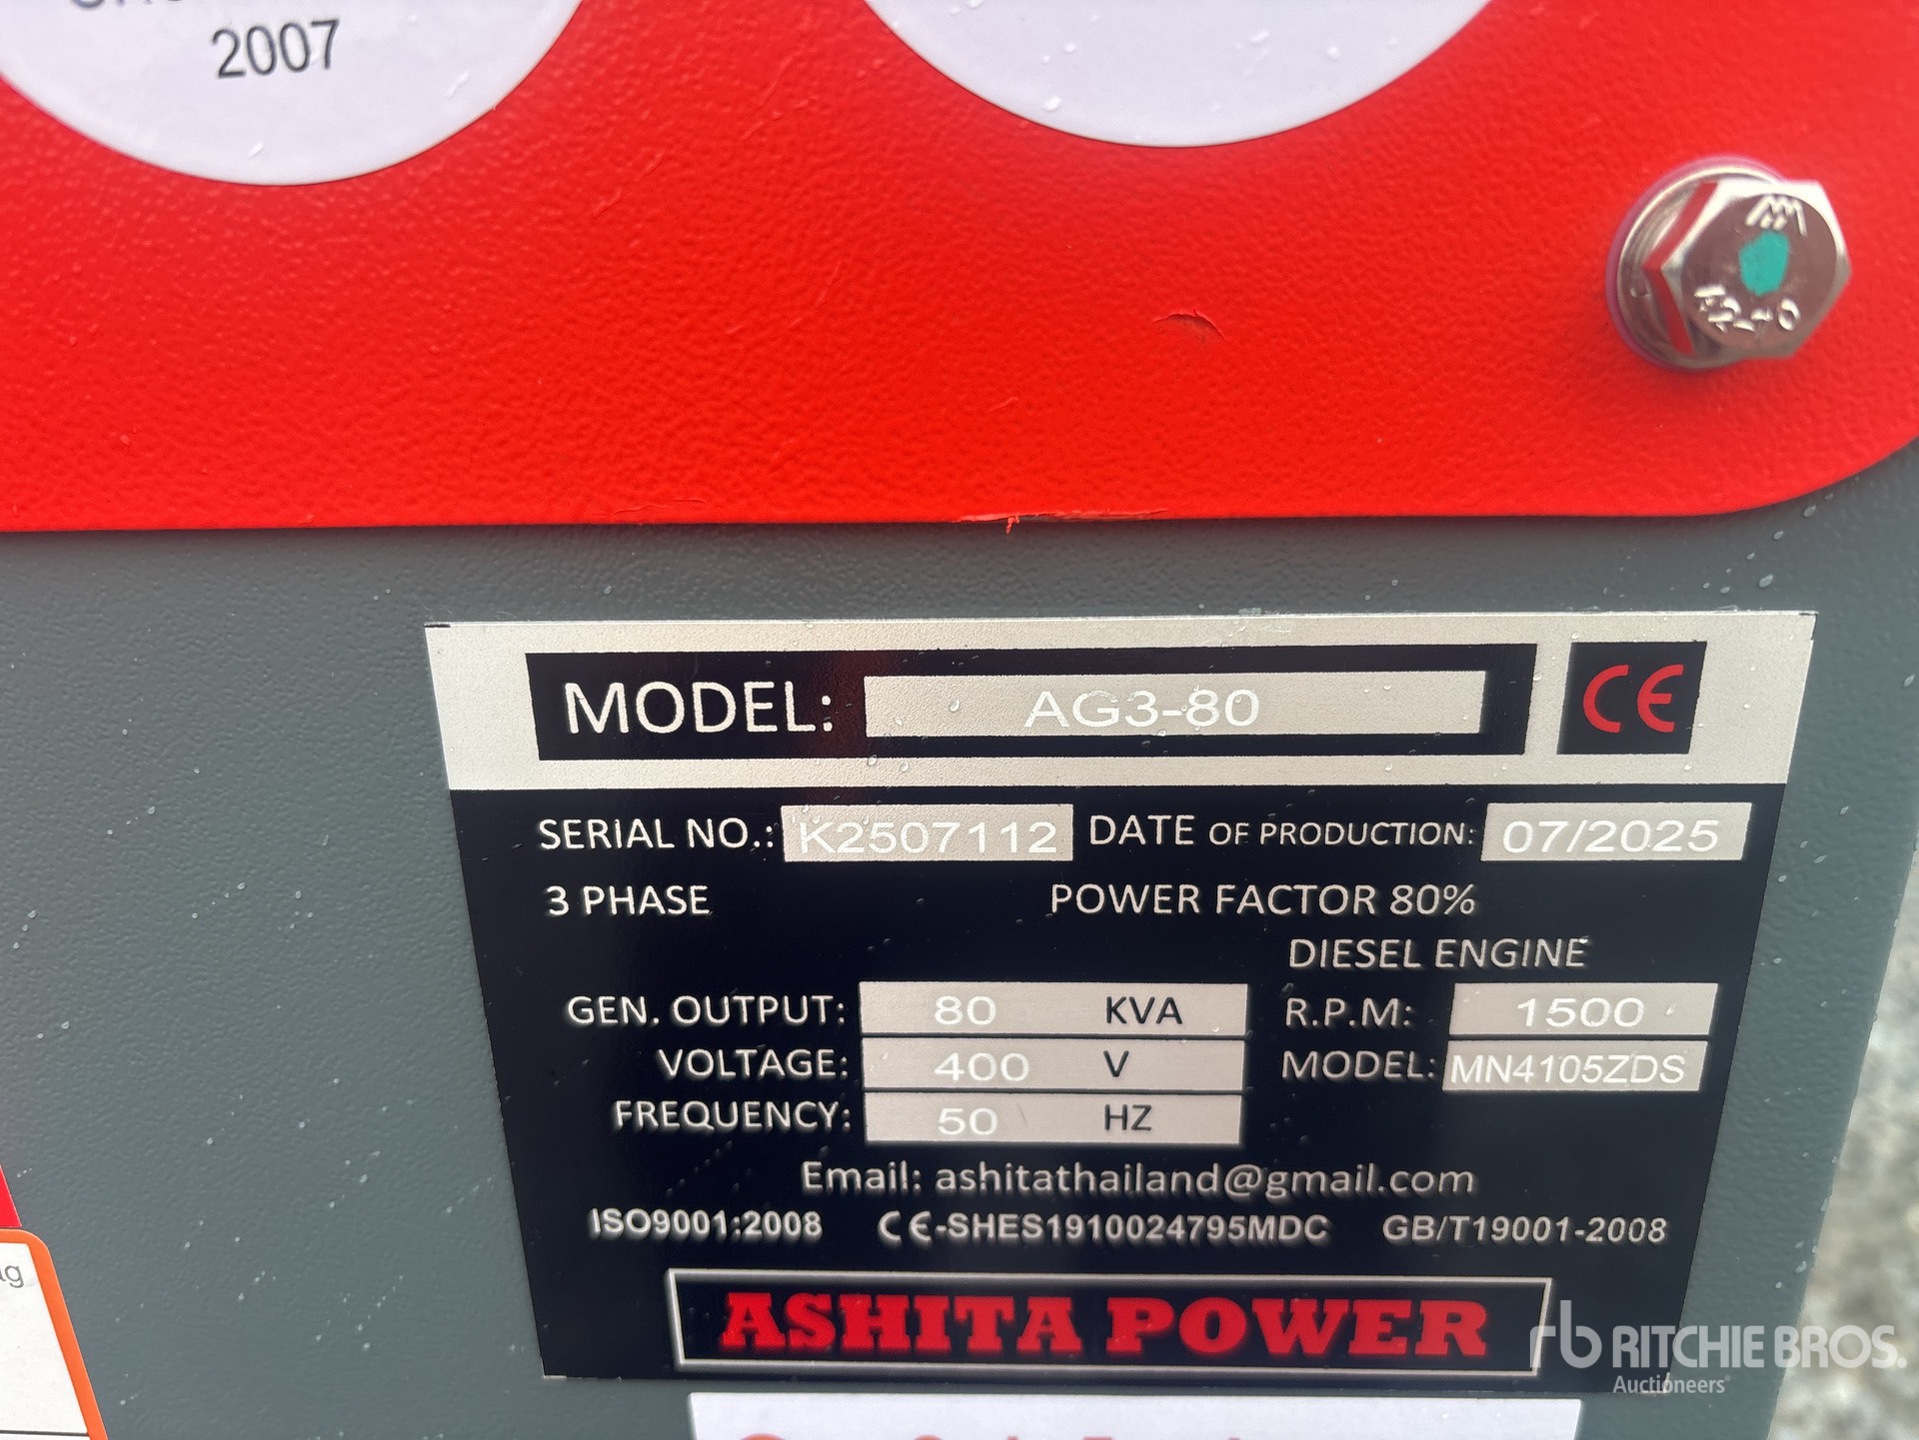 2007
MODEL: AG3-80 CE
SERIAL NO.: K2507112 DATE OF PRODUCTION: 07/2025
3 PHASE POWER FACTOR 80%
DIESEL ENGINE
GEN. OUTPUT: 80 KVA R.P.M: 1500
VOLTAGE: 400 V MODEL: MN4105ZDS
FREQUENCY: 50 HZ
Email: ashitathailand@gmail.com
ISO9001:2008 CE-SHES1910024795MDC GB/T19001-2008
ASHITA POWER
rb RITCHIE BROS.
Auctioneers